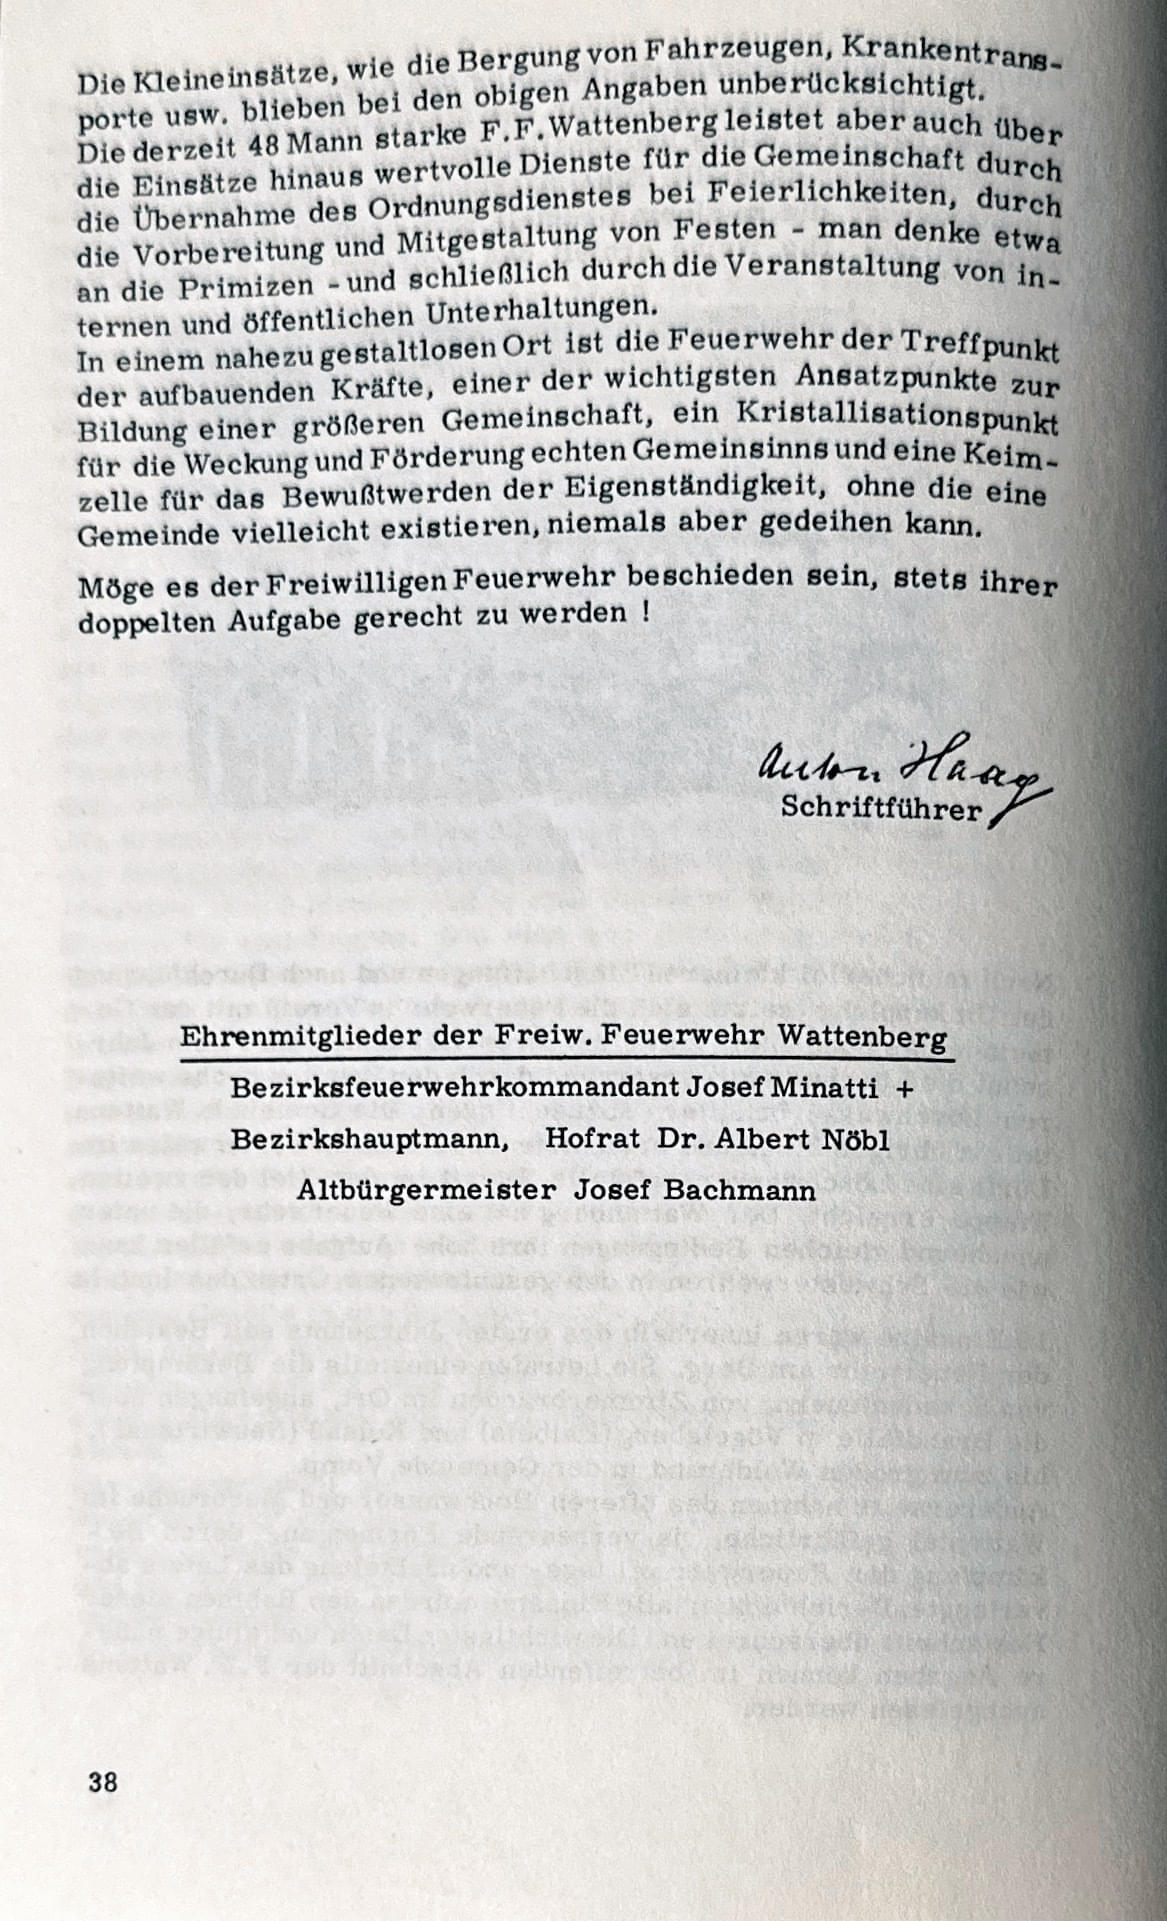 Die Kleineinsätze, wie die Bergung von Fahrzeugen, Krankentrans-
porte usw. blieben bei den obigen Angaben unberücksichtigt.
Die derzeit 48 Mann starke F.F. Wattenberg leistet aber auch über
die Einsätze hinaus wertvolle Dienste für die Gemeinschaft durch
die Übernahme des Ordnungsdienstes bei Feierlichkeiten, durch
die Vorbereitung und Mitgestaltung von Festen - man denke etwa
an die Primizen - und schließlich durch die Veranstaltung von in-
ternen und öffentlichen Unterhaltungen.
In einem nahezu gestaltlosen Ort ist die Feuerwehr der Treffpunkt
der aufbauenden Kräfte, einer der wichtigsten Ansatzpunkte zur
Bildung einer größeren Gemeinschaft, ein Kristallisationspunkt
für die Weckung und Förderung echten Gemeinsinns und eine Keim-
zelle für das Bewußtwerden der Eigenständigkeit, ohne die eine
Gemeinde vielleicht existieren, niemals aber gedeihen kann.
Möge es der Freiwilligen Feuerwehr beschieden sein, stets ihrer
doppelten Aufgabe gerecht zu werden !
Anton Haag
Schriftführer
Ehrenmitglieder der Freiw. Feuerwehr Wattenberg
Bezirksfeuerwehrkommandant Josef Minatti +
Bezirkshauptmann, Hofrat Dr. Albert Nöbl
Altbürgermeister Josef Bachmann
38